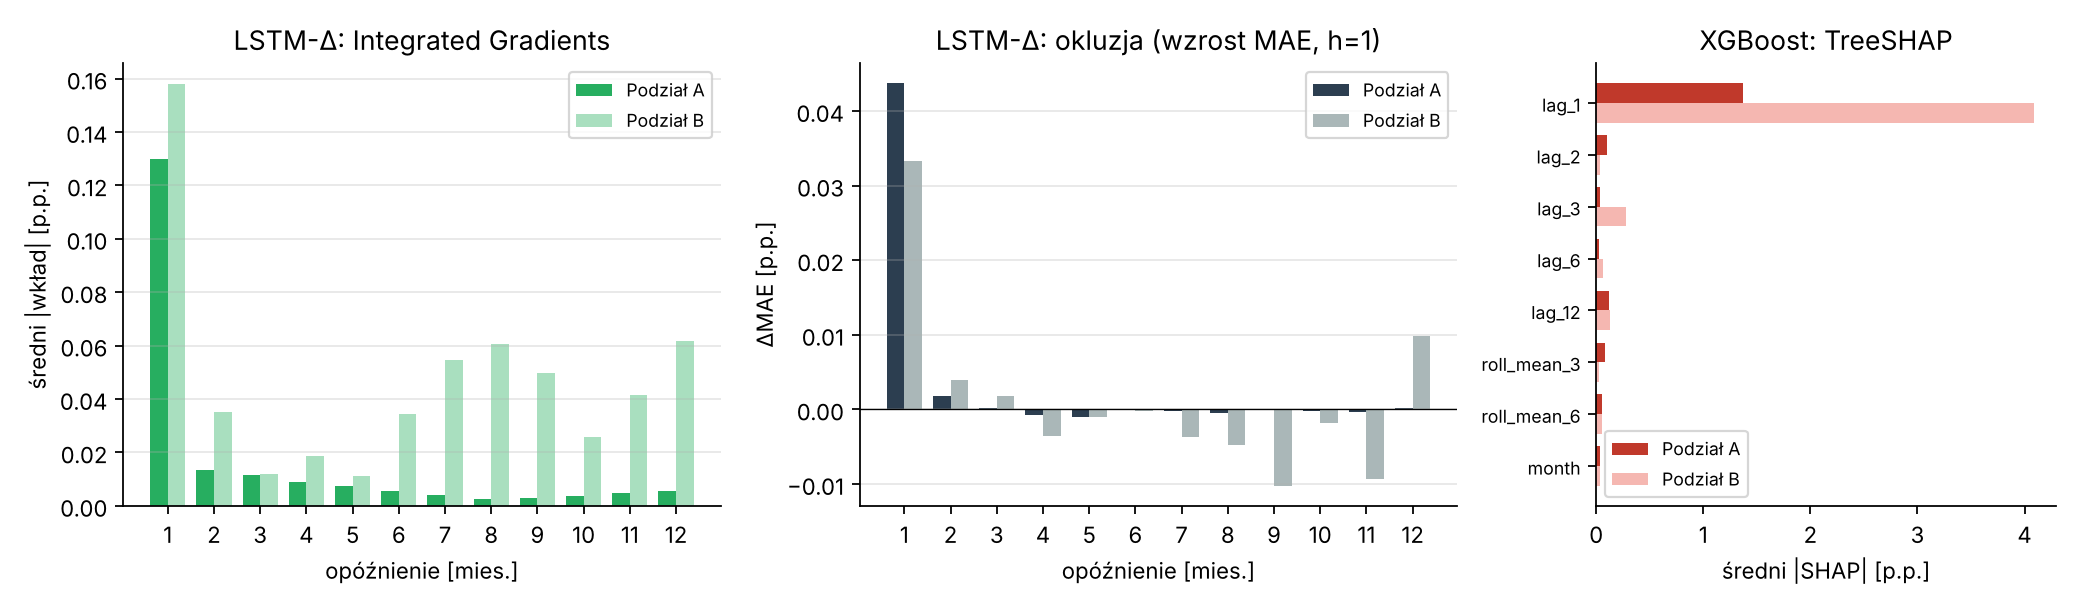 LSTM-Δ: Integrated Gradients
średni |wkład| [p.p.]
0.16
0.14
0.12
0.10
0.08
0.06
0.04
0.02
0.00
Podział A
Podział B
1 2 3 4 5 6 7 8 9 10 11 12
opóźnienie [mies.]
LSTM-Δ: okluzja (wzrost MAE, h=1)
ΔMAE [p.p.]
0.04
0.03
0.02
0.01
0.00
−0.01
Podział A
Podział B
1 2 3 4 5 6 7 8 9 10 11 12
opóźnienie [mies.]
XGBoost: TreeSHAP
lag_1
lag_2
lag_3
lag_6
lag_12
roll_mean_3
roll_mean_6
month
Podział A
Podział B
0 1 2 3 4
średni |SHAP| [p.p.]